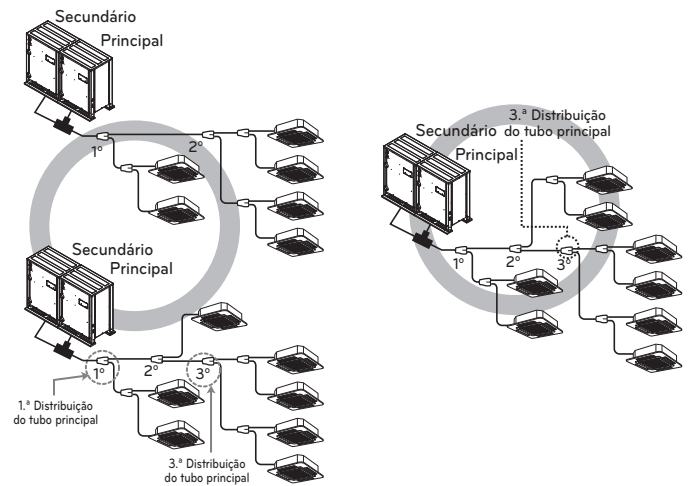 Secundário
Principal
1º
2º
Secundário
Principal
1º
2º
3º
1.ª Distribuição
do tubo principal
3.ª Distribuição
do tubo principal
3.ª Distribuição
do tubo principal
Secundário
Principal
1º
2º
3º